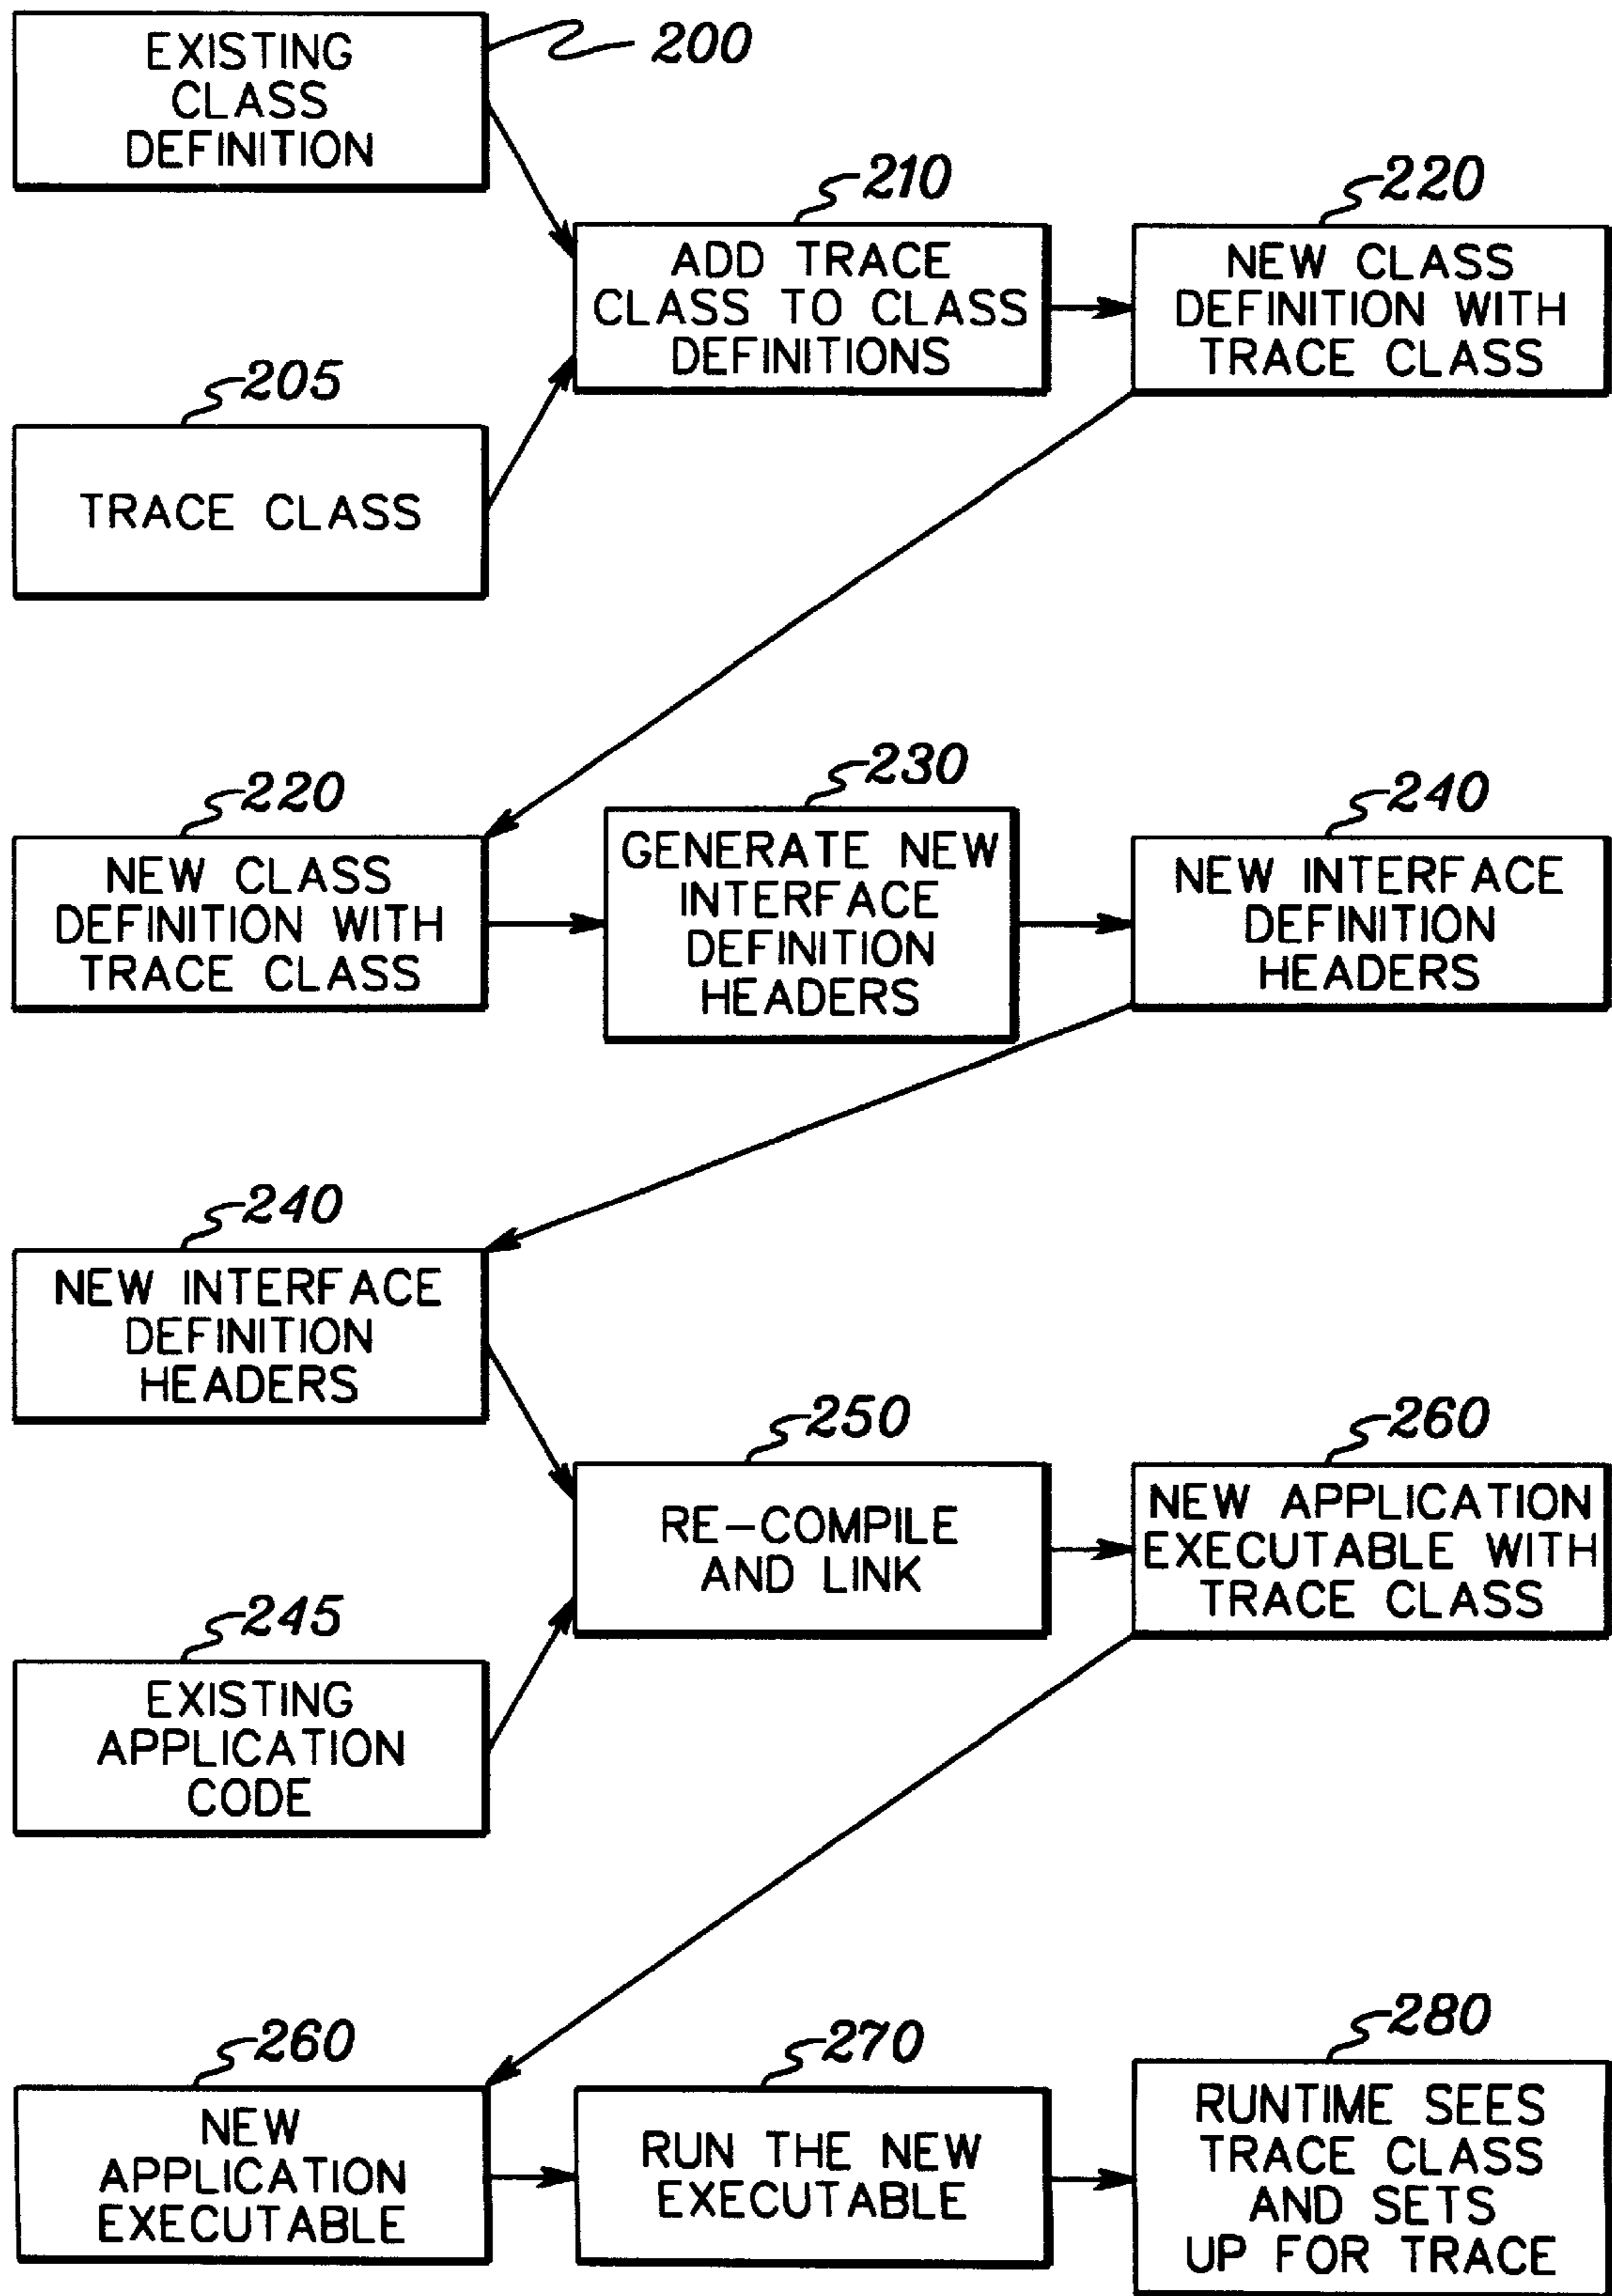 EXISTING
CLASS
DEFINITION
200
210
ADD TRACE
CLASS TO CLASS
DEFINITIONS
220
NEW CLASS
DEFINITION WITH
TRACE CLASS
205
TRACE CLASS
220
NEW CLASS
DEFINITION WITH
TRACE CLASS
230
GENERATE NEW
INTERFACE
DEFINITION
HEADERS
240
NEW INTERFACE
DEFINITION
HEADERS
240
NEW INTERFACE
DEFINITION
HEADERS
250
RE-COMPILE
AND LINK
260
NEW APPLICATION
EXECUTABLE WITH
TRACE CLASS
245
EXISTING
APPLICATION
CODE
260
NEW
APPLICATION
EXECUTABLE
270
RUN THE NEW
EXECUTABLE
280
RUNTIME SEES
TRACE CLASS
AND SETS
UP FOR TRACE